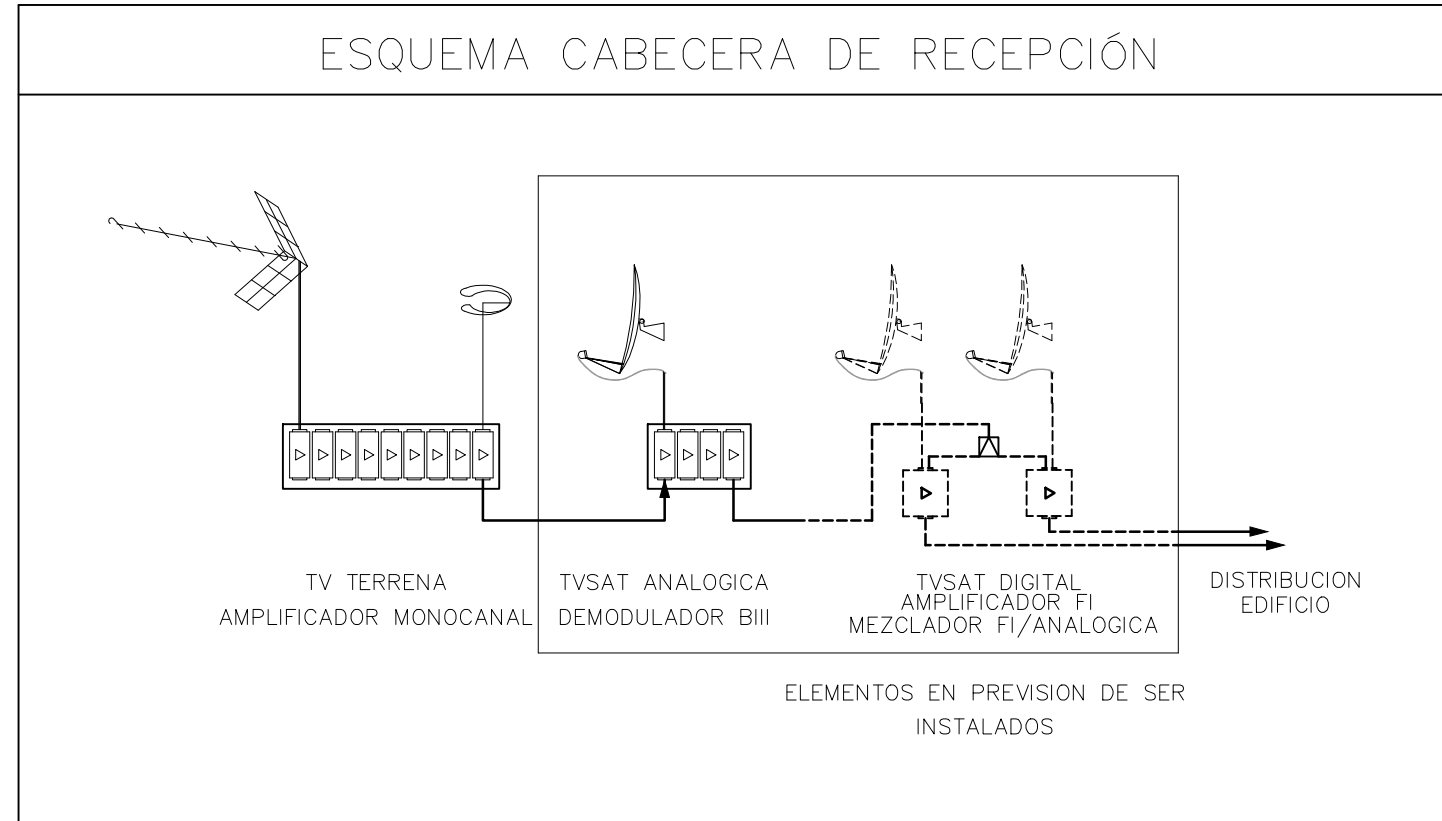 ESQUEMA CABECERA DE RECEPCIÓN
TV TERRENA
AMPLIFICADOR MONOCANAL
TVSAT ANALOGICA
DEMODULADOR BIII
TVSAT DIGITAL
AMPLIFICADOR FI
MEZCLADOR FI/ANALOGICA
DISTRIBUCION
EDIFICIO
ELEMENTOS EN PREVISION DE SER
INSTALADOS